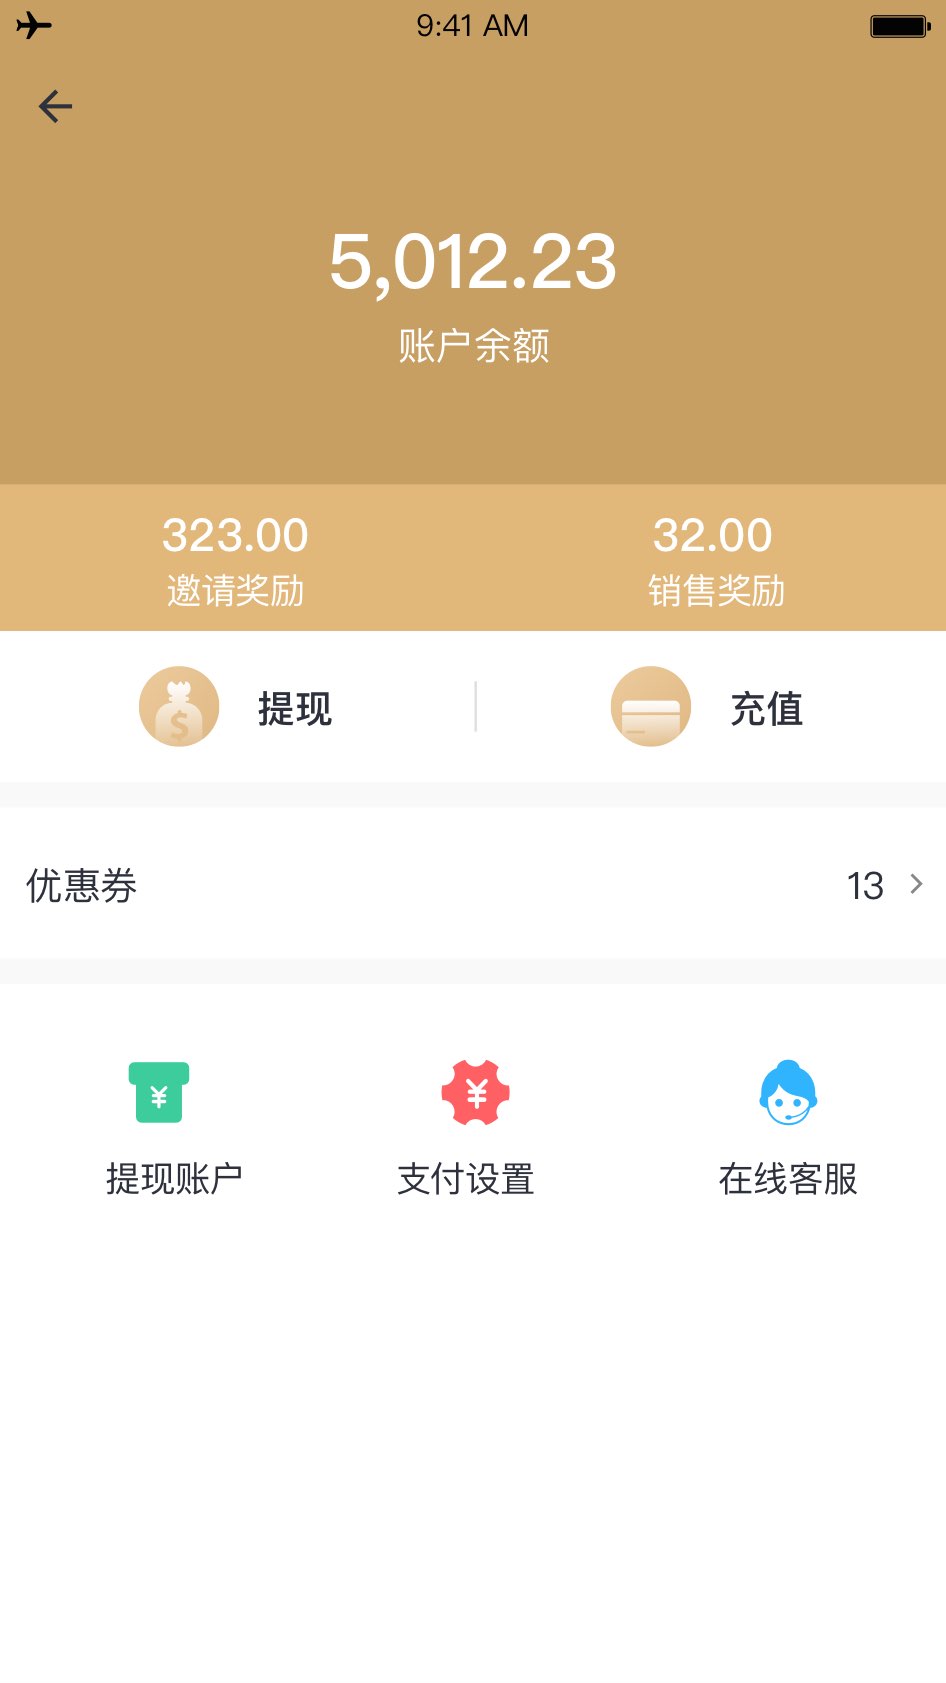 9:41 AM
5,012.23
账户余额
323.00
32.00
邀请奖励
销售奖励
$
提现
充值
优惠券
13
¥
¥
提现账户
支付设置
在线客服